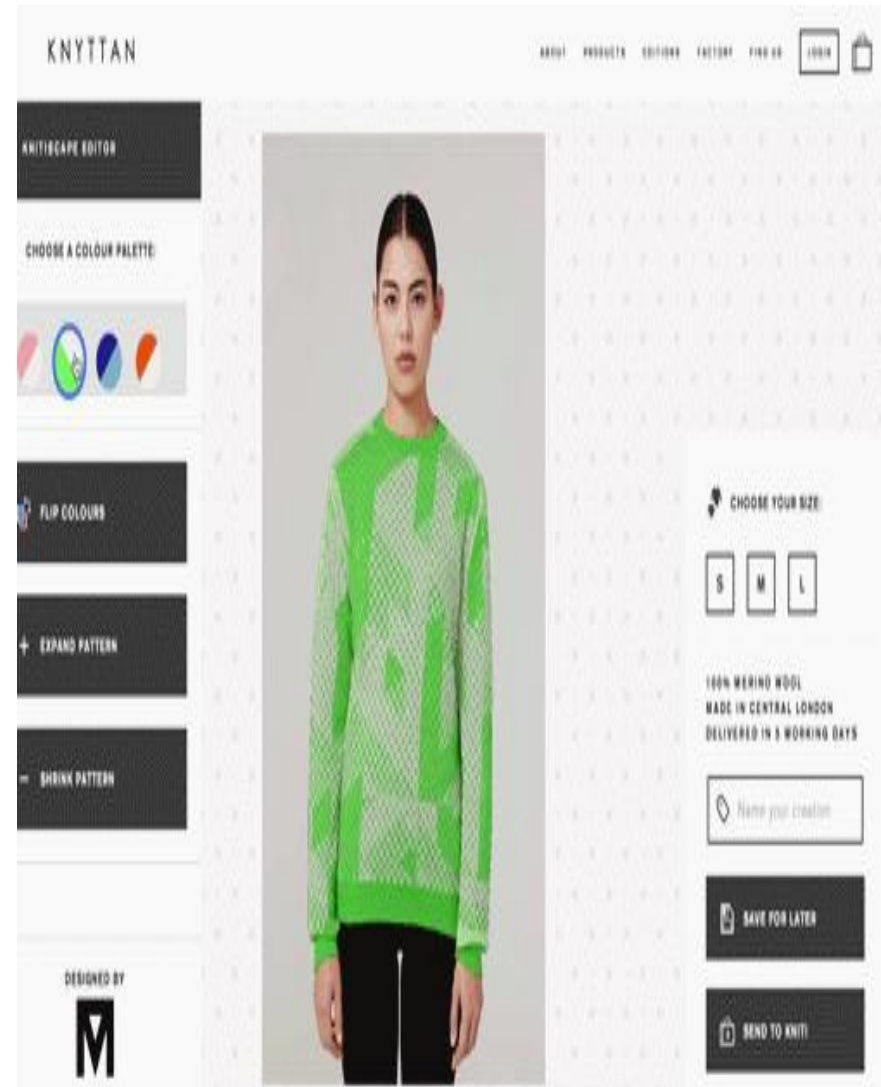 KNYTTAN
ABOUT PRODUCTS EDITIONS FACTORY FIND US LOGIN
KNITISCAPE EDITOR
CHOOSE A COLOUR PALETTE:
FLIP COLOURS
+ EXPAND PATTERN
- SHRINK PATTERN
DESIGNED BY
M
CHOOSE YOUR SIZE:
S M L
100% MERINO WOOL
MADE IN CENTRAL LONDON
DELIVERED IN 5 WORKING DAYS
Name your creation
SAVE FOR LATER
SEND TO KNIT!